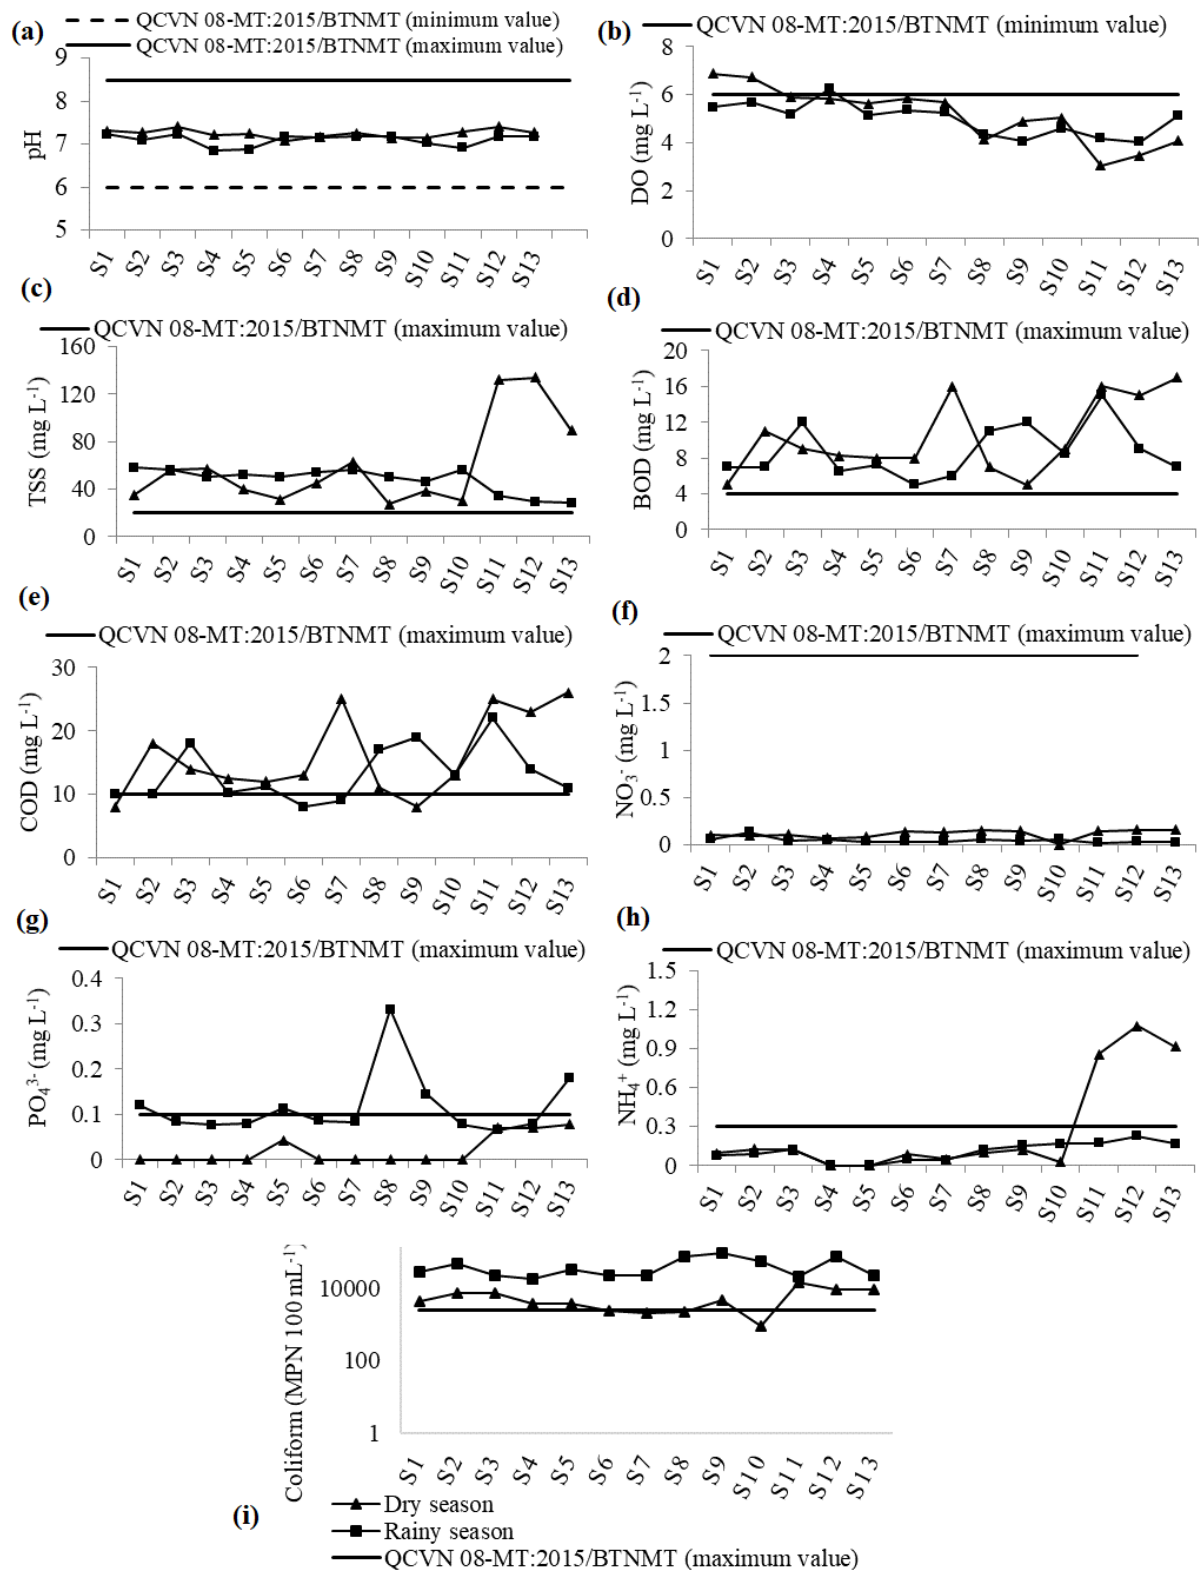 (a)
QCVN 08-MT:2015/BTNMT (minimum value)
QCVN 08-MT:2015/BTNMT (maximum value)
9
8
7
6
5
pH
S1 S2 S3 S4 S5 S6 S7 S8 S9 S10 S11 S12 S13
(b)
QCVN 08-MT:2015/BTNMT (minimum value)
8
6
4
2
0
DO (mg L⁻¹)
S1 S2 S3 S4 S5 S6 S7 S8 S9 S10 S11 S12 S13
(c)
QCVN 08-MT:2015/BTNMT (maximum value)
160
120
80
40
0
TSS (mg L⁻¹)
S1 S2 S3 S4 S5 S6 S7 S8 S9 S10 S11 S12 S13
(d)
QCVN 08-MT:2015/BTNMT (maximum value)
20
16
12
8
4
0
BOD (mg L⁻¹)
S1 S2 S3 S4 S5 S6 S7 S8 S9 S10 S11 S12 S13
(e)
QCVN 08-MT:2015/BTNMT (maximum value)
30
20
10
0
COD (mg L⁻¹)
S1 S2 S3 S4 S5 S6 S7 S8 S9 S10 S11 S12 S13
(f)
QCVN 08-MT:2015/BTNMT (maximum value)
2
1.5
1
0.5
0
NO₃⁻ (mg L⁻¹)
S1 S2 S3 S4 S5 S6 S7 S8 S9 S10 S11 S12 S13
(g)
QCVN 08-MT:2015/BTNMT (maximum value)
0.4
0.3
0.2
0.1
0
PO₄³⁻ (mg L⁻¹)
S1 S2 S3 S4 S5 S6 S7 S8 S9 S10 S11 S12 S13
(h)
QCVN 08-MT:2015/BTNMT (maximum value)
1.5
1.2
0.9
0.6
0.3
0
NH₄⁺ (mg L⁻¹)
S1 S2 S3 S4 S5 S6 S7 S8 S9 S10 S11 S12 S13
10000
100
1
Coliform (MPN 100 mL⁻¹)
S1 S2 S3 S4 S5 S6 S7 S8 S9 S10 S11 S12 S13
(i)
Dry season
Rainy season
QCVN 08-MT:2015/BTNMT (maximum value)